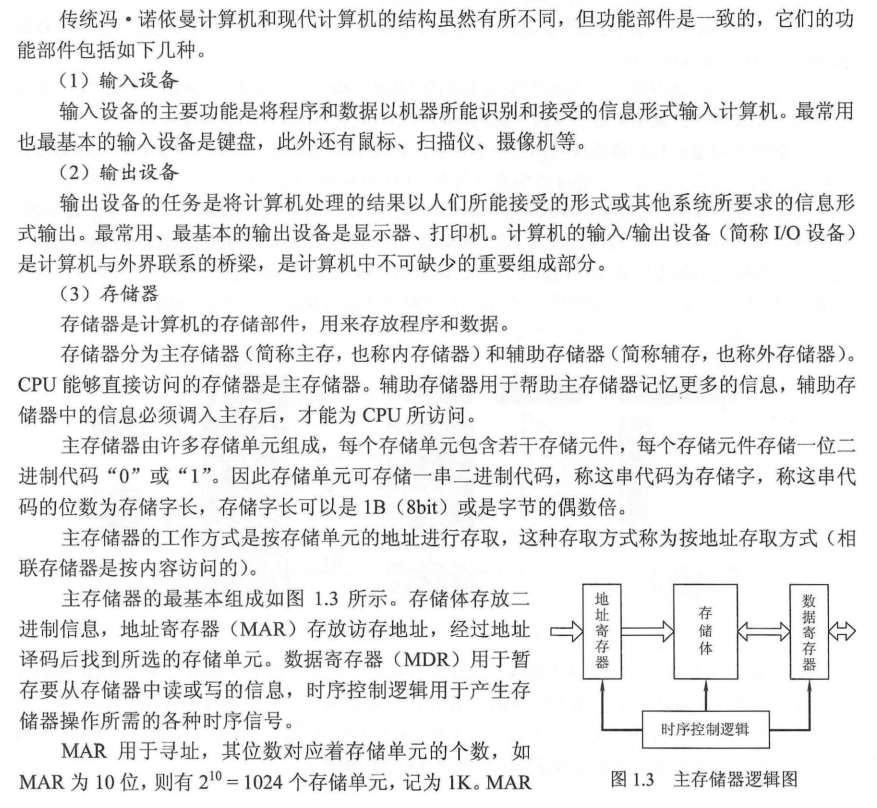 传统冯·诺依曼计算机和现代计算机的结构虽然有所不同，但功能部件是一致的，它们的功
能部件包括如下几种。
（1）输入设备
输入设备的主要功能是将程序和数据以机器所能识别和接受的信息形式输入计算机。最常用
也最基本的输入设备是键盘，此外还有鼠标、扫描仪、摄像机等。
（2）输出设备
输出设备的任务是将计算机处理的结果以人们所能接受的形式或其他系统所要求的信息形
式输出。最常用、最基本的输出设备是显示器、打印机。计算机的输入/输出设备（简称 I/O 设备）
是计算机与外界联系的桥梁，是计算机中不可缺少的重要组成部分。
（3）存储器
存储器是计算机的存储部件，用来存放程序和数据。
存储器分为主存储器（简称主存，也称内存储器）和辅助存储器（简称辅存，也称外存储器）。
CPU 能够直接访问的存储器是主存储器。辅助存储器用于帮助主存储器记忆更多的信息，辅助存
储器中的信息必须调入主存后，才能为 CPU 所访问。
主存储器由许多存储单元组成，每个存储单元包含若干存储元件，每个存储元件存储一位二
进制代码“0”或“1”。因此存储单元可存储一串二进制代码，称这串代码为存储字，称这串代
码的位数为存储字长，存储字长可以是 1B（8bit）或是字节的偶数倍。
主存储器的工作方式是按存储单元的地址进行存取，这种存取方式称为按地址存取方式（相
联存储器是按内容访问的）。
主存储器的最基本组成如图 1.3 所示。存储体存放二
进制信息，地址寄存器（MAR）存放访存地址，经过地址
译码后找到所选的存储单元。数据寄存器（MDR）用于暂
存要从存储器中读或写的信息，时序控制逻辑用于产生存
储器操作所需的各种时序信号。
MAR 用于寻址，其位数对应着存储单元的个数，如
MAR 为 10 位，则有 2¹⁰ = 1024 个存储单元，记为 1K。MAR
地址寄存器
存储体
数据寄存器
时序控制逻辑
图 1.3 主存储器逻辑图